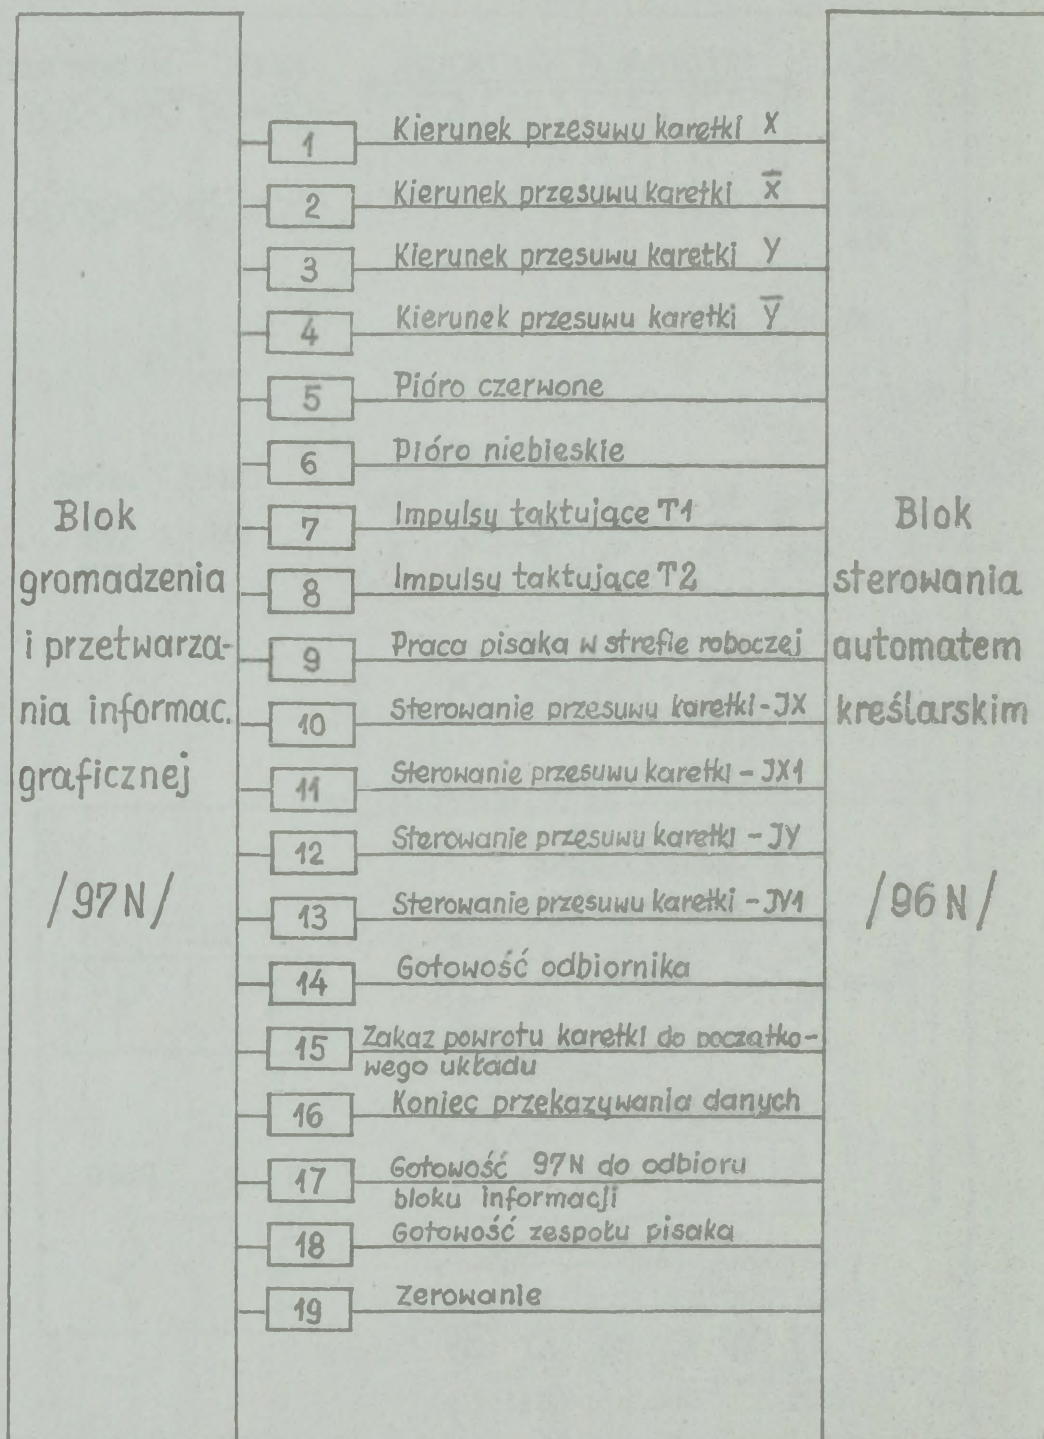 Blok
gromadzenia
i przetwarza-
nia informac.
graficznej
/97N/
1 Kierunek przesuwu karetki X
2 Kierunek przesuwu karetki X̅
3 Kierunek przesuwu karetki Y
4 Kierunek przesuwu karetki Y̅
5 Pióro czerwone
6 Pióro niebieskie
7 Impulsy taktujące T1
8 Impulsy taktujące T2
9 Praca pisaka w strefie roboczej
10 Sterowanie przesuwu karetki-JX
11 Sterowanie przesuwu karetki - JX1
12 Sterowanie przesuwu karetki - JY
13 Sterowanie przesuwu karetki - JY1
14 Gotowość odbiornika
15 Zakaz powrotu karetki do początko-
wego układu
16 Koniec przekazywania danych
17 Gotowość 97N do odbioru
bloku informacji
18 Gotowość zespołu pisaka
19 Zerowanie
Blok
sterowania
automatem
kreślarskim
/96N/